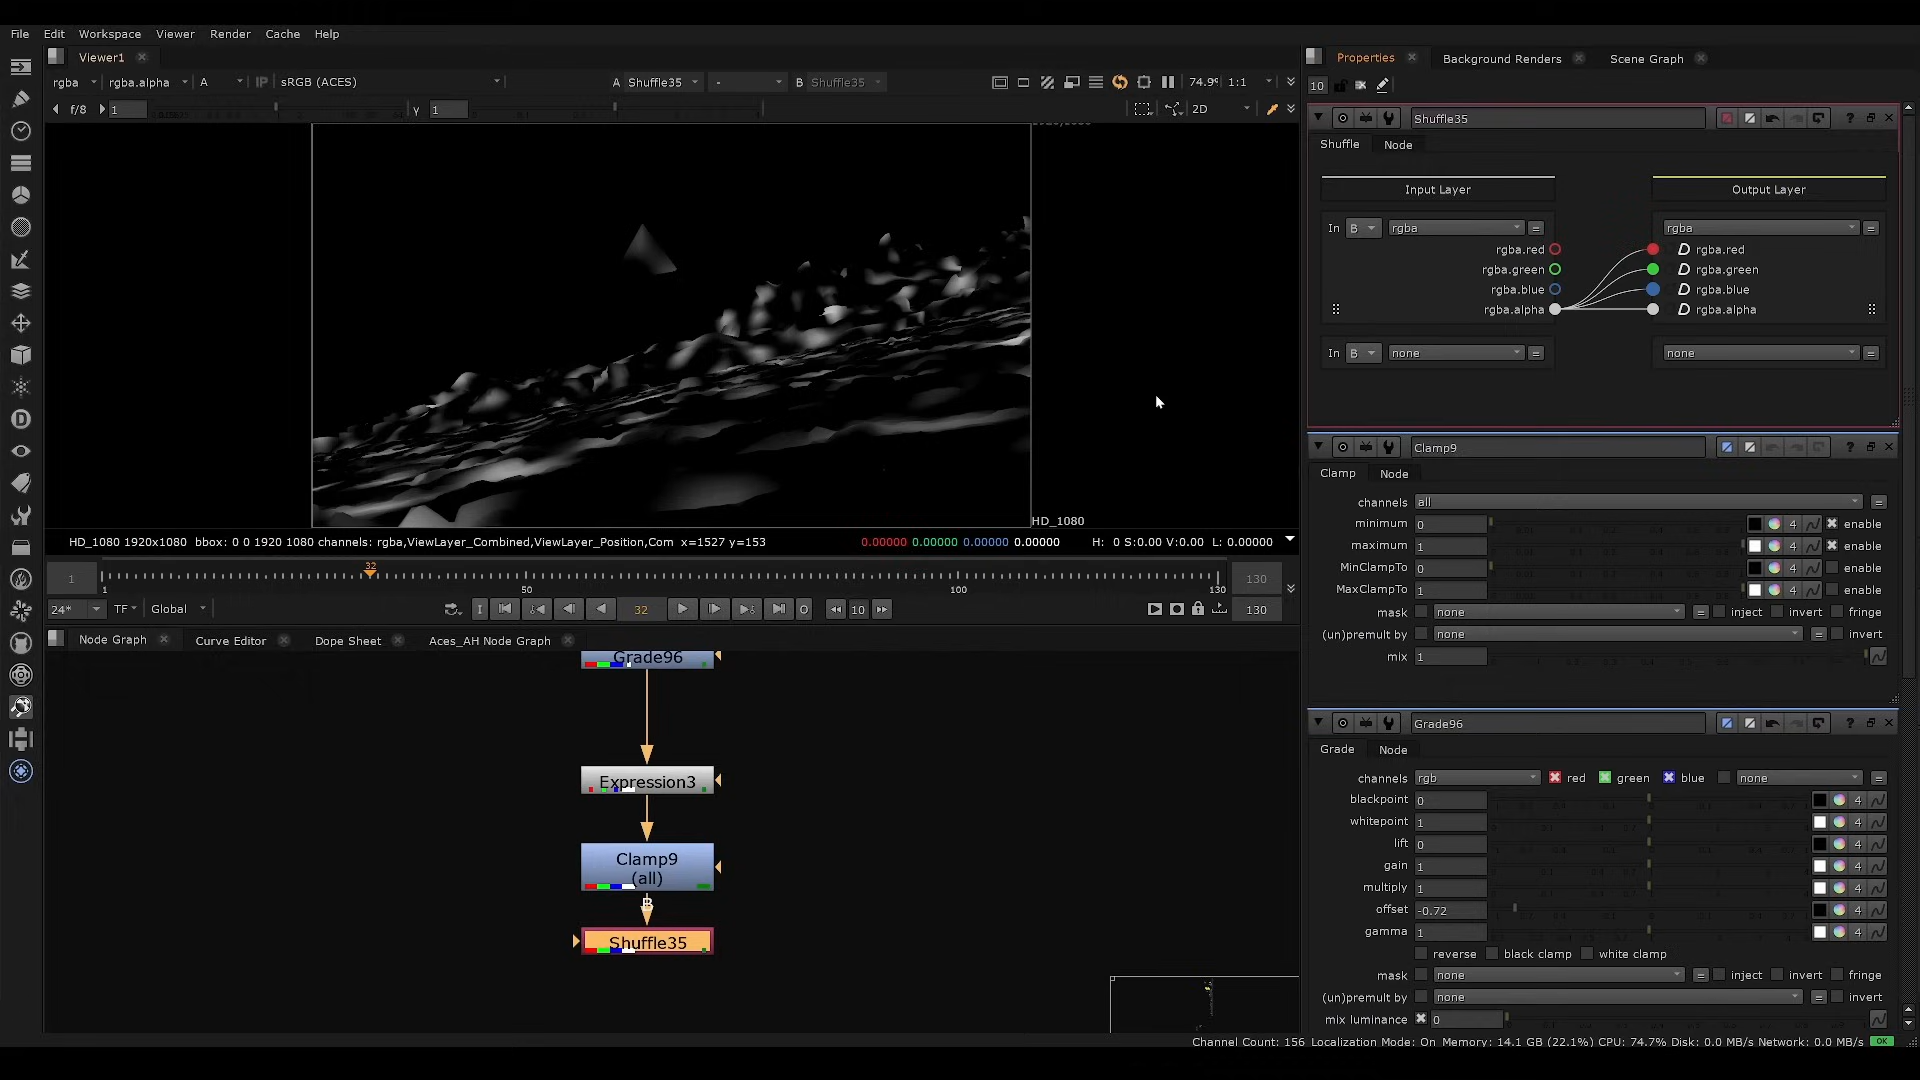 File Edit Workspace Viewer Render Cache Help
Viewer1
rgba rgba.alpha A IP sRGB (ACES) A Shuffle35 - B Shuffle35 74.9% 1:1
f/8 1 γ 1 2D
HD_1080
HD_1080 1920x1080 bbox: 0 0 1920 1080 channels: rgba,ViewLayer_Combined,ViewLayer_Position,Com x=1527 y=153 0.00000 0.00000 0.00000 0.00000 H: 0 S:0.00 V:0.00 L: 0.00000
1 32 1 50 100 130 130
24* TF Global I 32 O 10 130
Node Graph Curve Editor Dope Sheet Aces_AH Node Graph
Grade96
Expression3
Clamp9
(all)
B
Shuffle35
Properties Background Renders Scene Graph
10
Shuffle35 ?
Shuffle Node
Input Layer Output Layer
In B rgba = rgba =
rgba.red D rgba.red
rgba.green D rgba.green
rgba.blue D rgba.blue
rgba.alpha D rgba.alpha
In B none = none =
Clamp9 ?
Clamp Node
channels all =
minimum 0 4 enable
maximum 1 4 enable
MinClampTo 0 4 enable
MaxClampTo 1 4 enable
mask none = inject invert fringe
(un)premult by none = invert
mix 1
Grade96 ?
Grade Node
channels rgb red green blue none =
blackpoint 0 4
whitepoint 1 4
lift 0 4
gain 1 4
multiply 1 4
offset -0.72 4
gamma 1 4
reverse black clamp white clamp
mask none = inject invert fringe
(un)premult by none = invert
mix luminance 0
Channel Count: 156 Localization Mode: On Memory: 14.1 GB (22.1%) CPU: 74.7% Disk: 0.0 MB/s Network: 0.0 MB/s OK